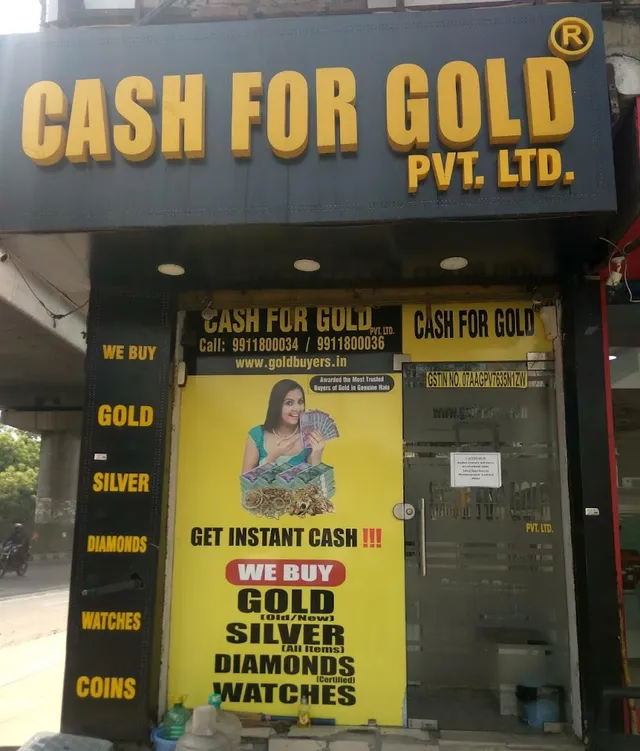 CASH FOR GOLD ®
PVT. LTD.
WE BUY
GOLD
SILVER
DIAMONDS
WATCHES
COINS
CASH FOR GOLD PVT. LTD.
Call: 9911800034 / 9911800036
www.goldbuyers.in
Awarded the Most Trusted
Buyers of Gold in Genuine Rate
GET INSTANT CASH !!!
WE BUY
GOLD
(Old/New)
SILVER
(All Items)
DIAMONDS
(Certified)
WATCHES
CASH FOR GOLD
GSTIN NO. 07AAGPU7635N1ZW
PVT. LTD.